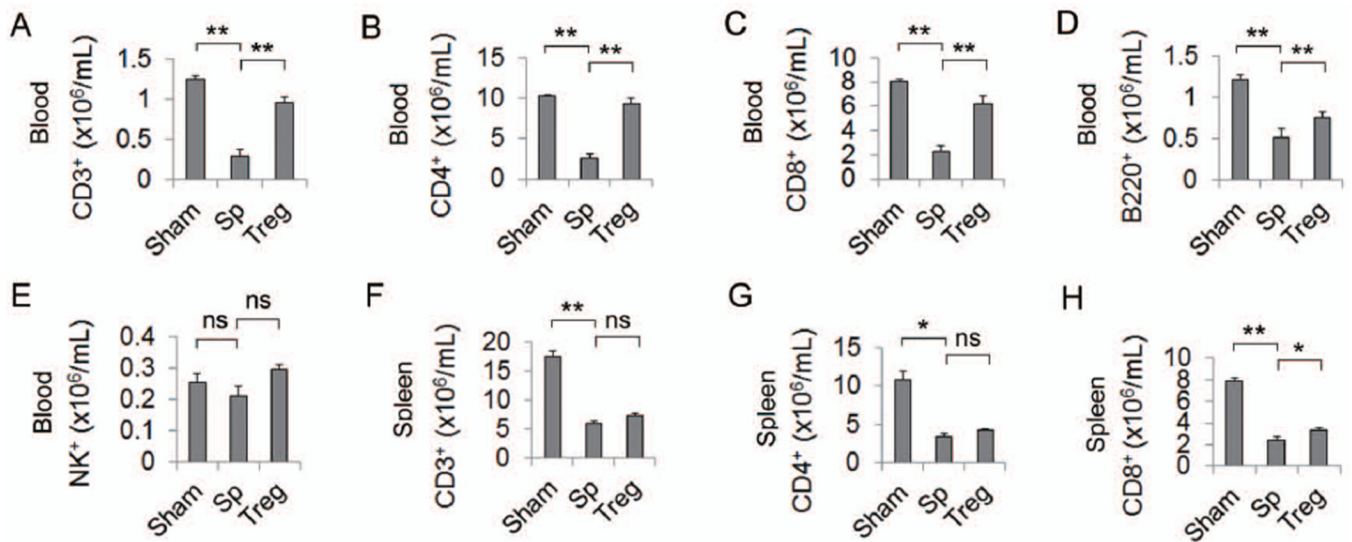 A
Blood
CD3⁺ (x10⁶/mL)
1.5
1
0.5
0
**
**
Sham
Sp
Treg
B
Blood
CD4⁺ (x10⁶/mL)
15
10
5
0
**
**
Sham
Sp
Treg
C
Blood
CD8⁺ (x10⁶/mL)
10
8
6
4
2
0
**
**
Sham
Sp
Treg
D
Blood
B220⁺ (x10⁶/mL)
1.5
1
0.5
0
**
**
Sham
Sp
Treg
E
Blood
NK⁺ (x10⁶/mL)
0.4
0.3
0.2
0.1
0
ns
ns
Sham
Sp
Treg
F
Spleen
CD3⁺ (x10⁶/mL)
20
15
10
5
0
**
ns
Sham
Sp
Treg
G
Spleen
CD4⁺ (x10⁶/mL)
15
10
5
0
*
ns
Sham
Sp
Treg
H
Spleen
CD8⁺ (x10⁶/mL)
10
8
6
4
2
0
**
*
Sham
Sp
Treg